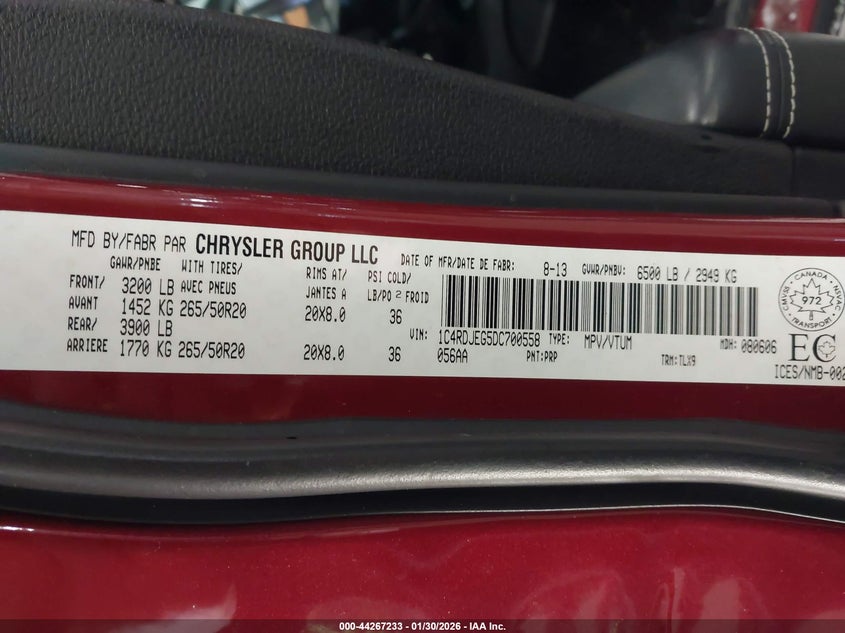 MFD BY/FABR PAR CHRYSLER GROUP LLC DATE OF MFR/DATE DE FABR: 8-13 GVWR/PNBV: 6500 LB / 2949 KG
GAWR/PNBE WITH TIRES/ RIMS AT/ PSI COLD/
FRONT/ 3200 LB AVEC PNEUS JANTES A LB/PO 2 FROID
AVANT 1452 KG 265/50R20 20X8.0 36
REAR/ 3900 LB
ARRIERE 1770 KG 265/50R20 20X8.0 36
VIN: 1C4RDJEG5DC700558 TYPE: MPV/VTUM MDH: 080606
056AA PNT:PRP TRM:TLX9
CANADA
972
TRANSPORT
EC
ICES/NMB-002
000-44267233 - 01/30/2026 - IAA Inc.